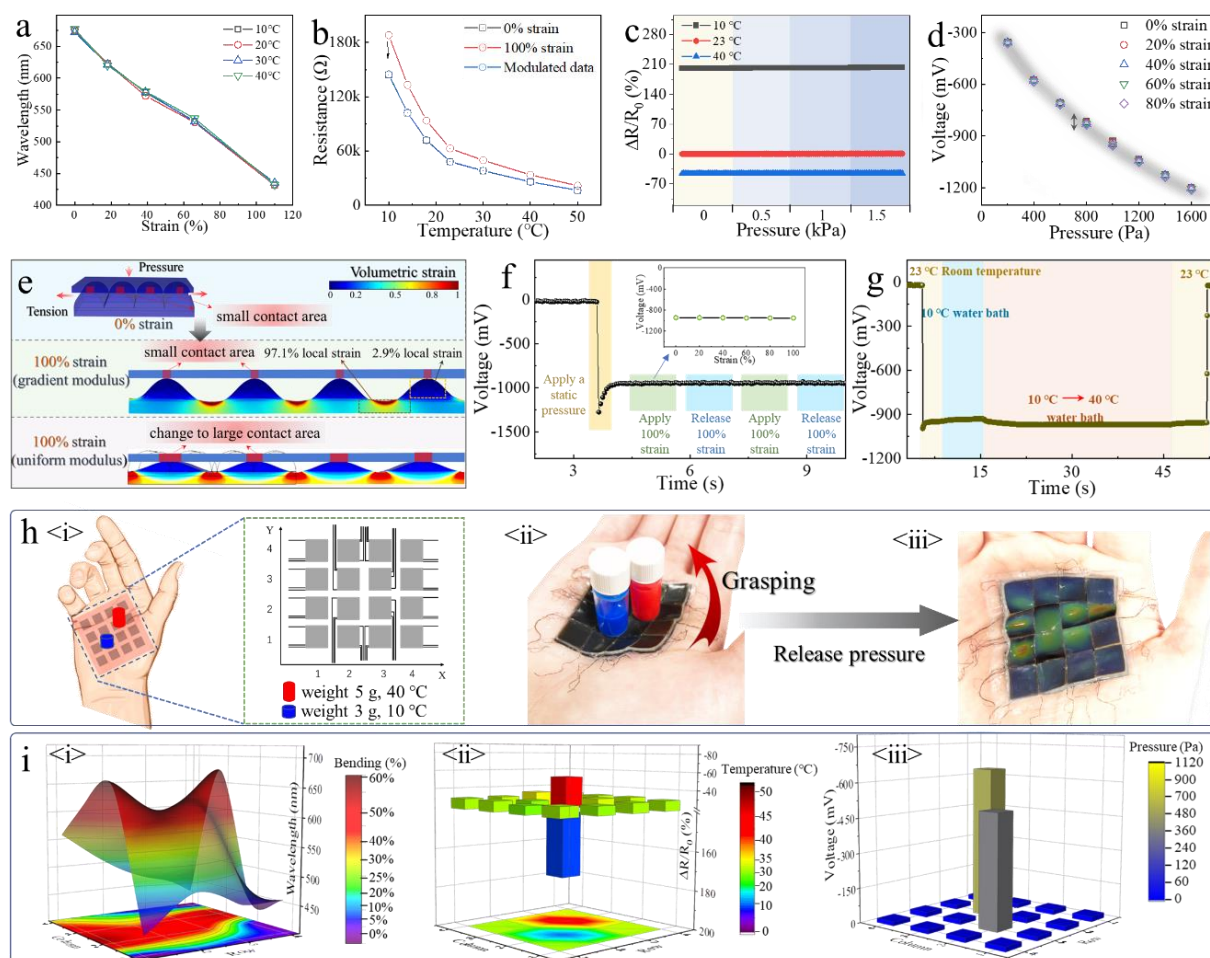 a
Wavelength (nm)
675
625
575
525
450
400
10℃
20℃
30℃
40℃
0
20
40
60
80
100
120
Strain (%)
b
Resistance (Ω)
180k
120k
60k
0
0% strain
100% strain
Modulated data
10
20
30
40
50
Temperature (℃)
c
ΔR/R0 (%)
280
210
140
70
0
-70
10 ℃
23 ℃
40 ℃
0
0.5
1
1.5
Pressure (kPa)
d
Voltage (mV)
-300
-600
-900
-1200
0% strain
20% strain
40% strain
60% strain
80% strain
0
400
800
1200
1600
Pressure (Pa)
e
Pressure
Tension
0% strain
Volumetric strain
0
0.2
0.4
0.6
0.8
1
small contact area
100% strain
(gradient modulus)
small contact area
97.1% local strain
2.9% local strain
100% strain
(uniform modulus)
change to large contact area
f
Voltage (mV)
0
-500
-1000
-1500
Voltage (mV)
0
-400
-800
-1200
0
20
40
60
80
100
Strain (%)
Apply a
static pressure
Apply
100%
strain
Release
100%
strain
Apply
100%
strain
Release
100%
strain
3
6
9
Time (s)
g
Voltage (mV)
0
-300
-600
-900
-1200
23 ℃ Room temperature
23 ℃
10 ℃ water bath
10 ℃ → 40 ℃
water bath
0
15
30
45
Time (s)
h
<i>
Y
4
3
2
1
1
2
3
4
X
weight 5 g, 40 ℃
weight 3 g, 10 ℃
<ii>
Grasping
Release pressure
<iii>
i
<i>
Bending (%)
60%
50%
40%
30%
20%
10%
5%
0%
700
650
600
550
500
450
Wavelength (nm)
Column
Row
<ii>
-80
-60
-40
160
180
200
ΔR/R0 (%)
Temperature (℃)
50
40
30
20
15
10
0
Column
Row
<iii>
Voltage (mV)
-750
-600
-450
-300
-150
0
Pressure (Pa)
1120
900
700
480
360
240
120
60
0
Column
Row